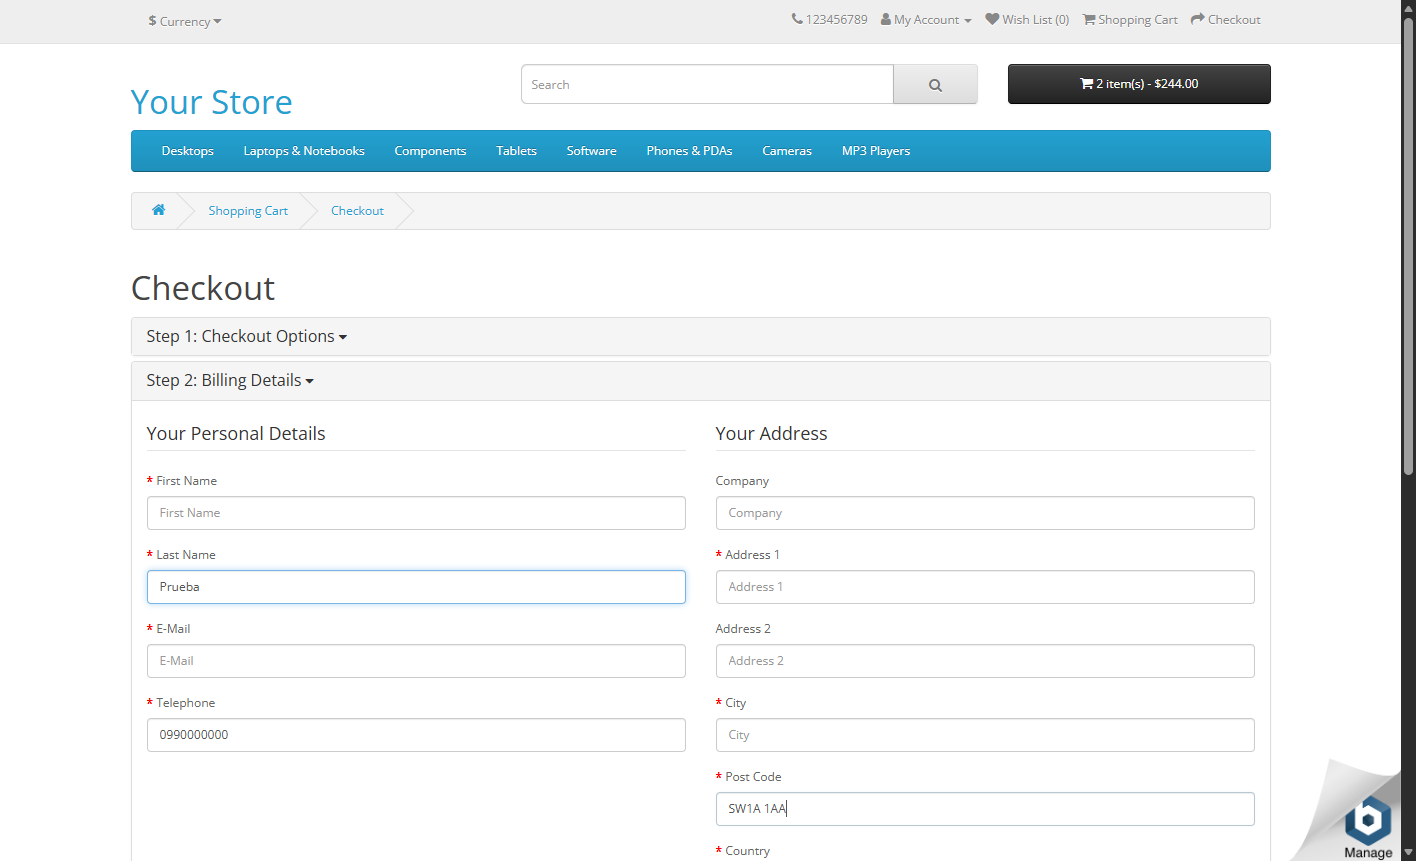 $ Currency
123456789 My Account Wish List (0) Shopping Cart Checkout
Your Store
Search
2 item(s) - $244.00
Desktops Laptops & Notebooks Components Tablets Software Phones & PDAs Cameras MP3 Players
Shopping Cart Checkout
Checkout
Step 1: Checkout Options
Step 2: Billing Details
Your Personal Details
* First Name
First Name
* Last Name
Prueba
* E-Mail
E-Mail
* Telephone
0990000000
Your Address
Company
Company
* Address 1
Address 1
Address 2
Address 2
* City
City
* Post Code
SW1A 1AA
* Country
b
Manage